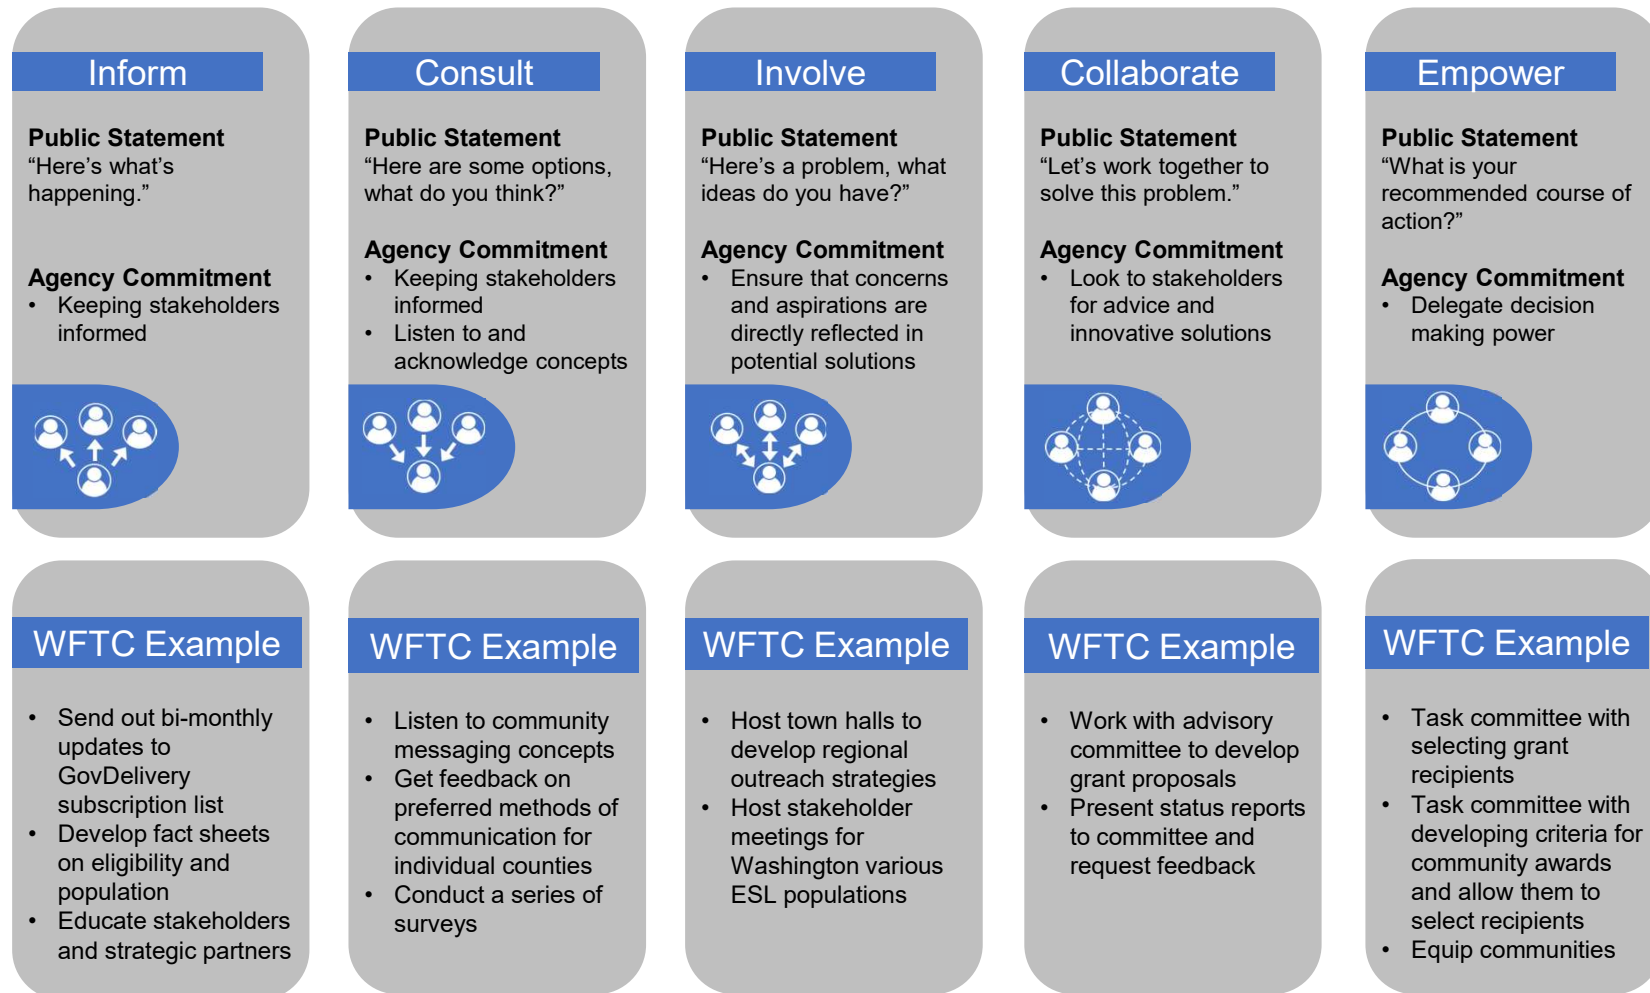 Inform
Public Statement
“Here’s what’s
happening.”
Agency Commitment
• Keeping stakeholders
informed
Consult
Public Statement
“Here are some options,
what do you think?”
Agency Commitment
• Keeping stakeholders
informed
• Listen to and
acknowledge concepts
Involve
Public Statement
“Here’s a problem, what
ideas do you have?”
Agency Commitment
• Ensure that concerns
and aspirations are
directly reflected in
potential solutions
Collaborate
Public Statement
“Let’s work together to
solve this problem.”
Agency Commitment
• Look to stakeholders
for advice and
innovative solutions
Empower
Public Statement
“What is your
recommended course of
action?”
Agency Commitment
• Delegate decision
making power
WFTC Example
• Send out bi-monthly
updates to
GovDelivery
subscription list
• Develop fact sheets
on eligibility and
population
• Educate stakeholders
and strategic partners
WFTC Example
• Listen to community
messaging concepts
• Get feedback on
preferred methods of
communication for
individual counties
• Conduct a series of
surveys
WFTC Example
• Host town halls to
develop regional
outreach strategies
• Host stakeholder
meetings for
Washington various
ESL populations
WFTC Example
• Work with advisory
committee to develop
grant proposals
• Present status reports
to committee and
request feedback
WFTC Example
• Task committee with
selecting grant
recipients
• Task committee with
developing criteria for
community awards
and allow them to
select recipients
• Equip communities